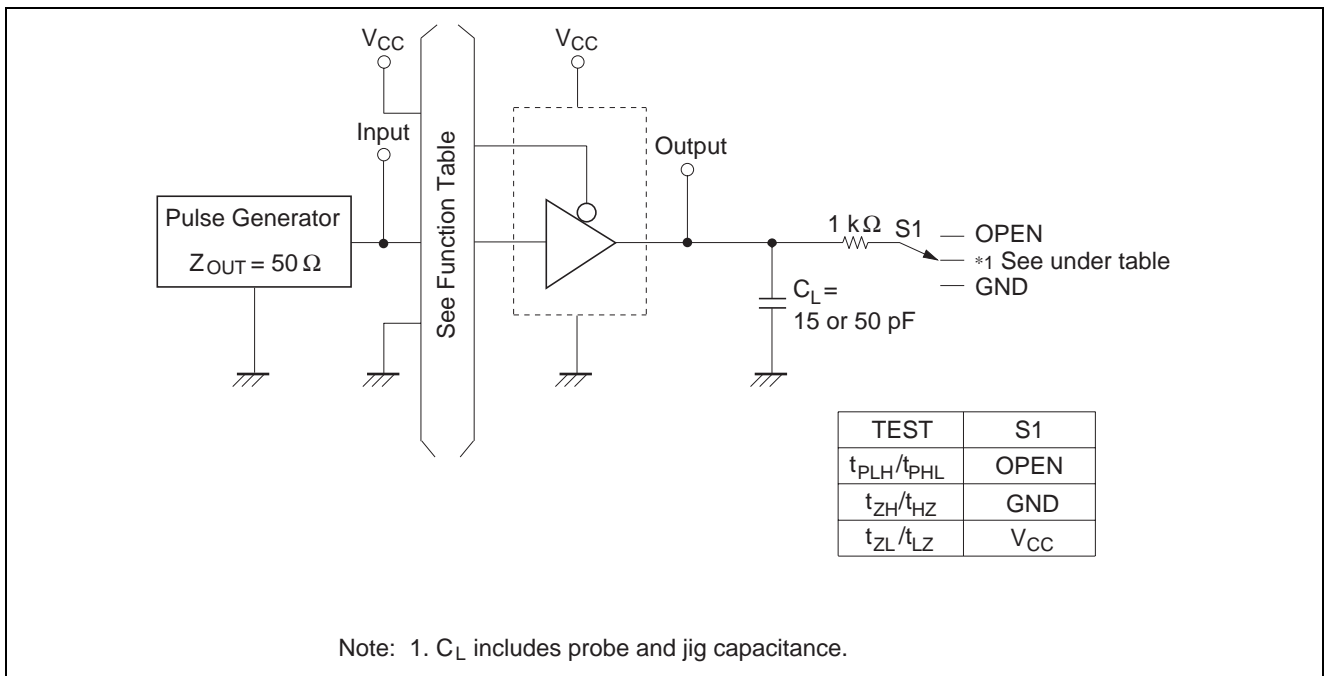 VCC
VCC
Input
See Function Table
Output
Pulse Generator
ZOUT = 50 Ω
1 kΩ
S1
OPEN
*1 See under table
GND
CL =
15 or 50 pF
TEST S1
tPLH/tPHL OPEN
tZH/tHZ GND
tZL/tLZ VCC
Note: 1. CL includes probe and jig capacitance.